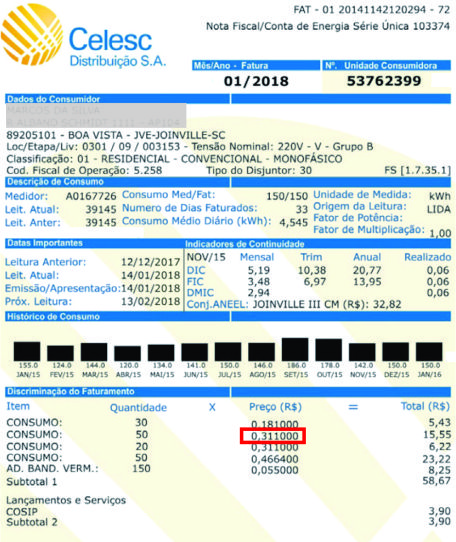 FAT - 01 20141142120294 - 72
Nota Fiscal/Conta de Energia Série Única 103374
Celesc
Distribuição S.A.
Mês/Ano - Fatura Nº. Unidade Consumidora
01/2018 53762399
Dados do Consumidor
MARCOS DA SILVA
R ALBANO SCHMIDT 1111 - AP104
89205101 - BOA VISTA - JVE-JOINVILLE-SC
Loc/Etapa/Liv: 0301 / 09 / 003153 - Tensão Nominal: 220V - V - Grupo B
Classificação: 01 - RESIDENCIAL - CONVENCIONAL - MONOFÁSICO
Cod. Fiscal de Operação: 5.258 Tipo do Disjuntor: 30 FS [1.7.35.1]
Descrição de Consumo
Medidor: A0167726 Consumo Med/Fat: 150/150 Unidade de Medida: kWh
Leit. Atual: 39145 Numero de Dias Faturados: 33 Origem da Leitura: LIDA
Leit. Anter: 39145 Consumo Médio Diário (kWh): 4,545 Fator de Potência:
Fator de Multiplicação: 1,00
Datas Importantes Indicadores de Continuidade
Leitura Anterior: 12/12/2017 NOV/15 Mensal Trim Anual Realizado
Leit. Atual: 14/01/2018 DIC 5,19 10,38 20,77 0,06
Emissão/Apresentação:14/01/2018 FIC 3,48 6,97 13,95 0,06
Próx. Leitura: 13/02/2018 DMIC 2,94 0,06
Conj.ANEEL: JOINVILLE III CM (R$): 32,82
Histórico de Consumo
155.0 124.0 144.0 120.0 134.0 141.0 150.0 146.0 186.0 178.0 142.0 150.0 150.0
JAN/15 FEV/15 MAR/15 ABR/15 MAI/15 JUN/15 JUL/15 AGO/15 SET/15 OUT/15 NOV/15 DEZ/15 JAN/16
Discriminação do Faturamento
Item Quantidade X Preço (R$) = Total (R$)
CONSUMO: 30 0,181000 5,43
CONSUMO: 50 0,311000 15,55
CONSUMO: 20 0,311000 6,22
CONSUMO: 50 0,466400 23,22
AD. BAND. VERM.: 150 0,055000 8,25
Subtotal 1 58,67
Lançamentos e Serviços
COSIP 3,90
Subtotal 2 3,90